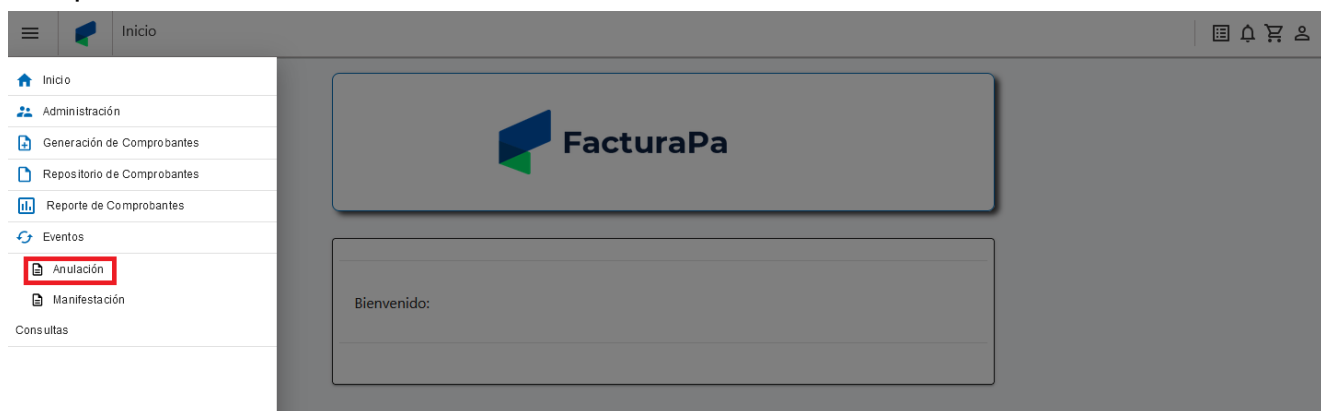 Inicio
Inicio
Administración
Generación de Comprobantes
Repositorio de Comprobantes
Reporte de Comprobantes
Eventos
Anulación
Manifestación
Consultas
FacturaPa
Bienvenido: